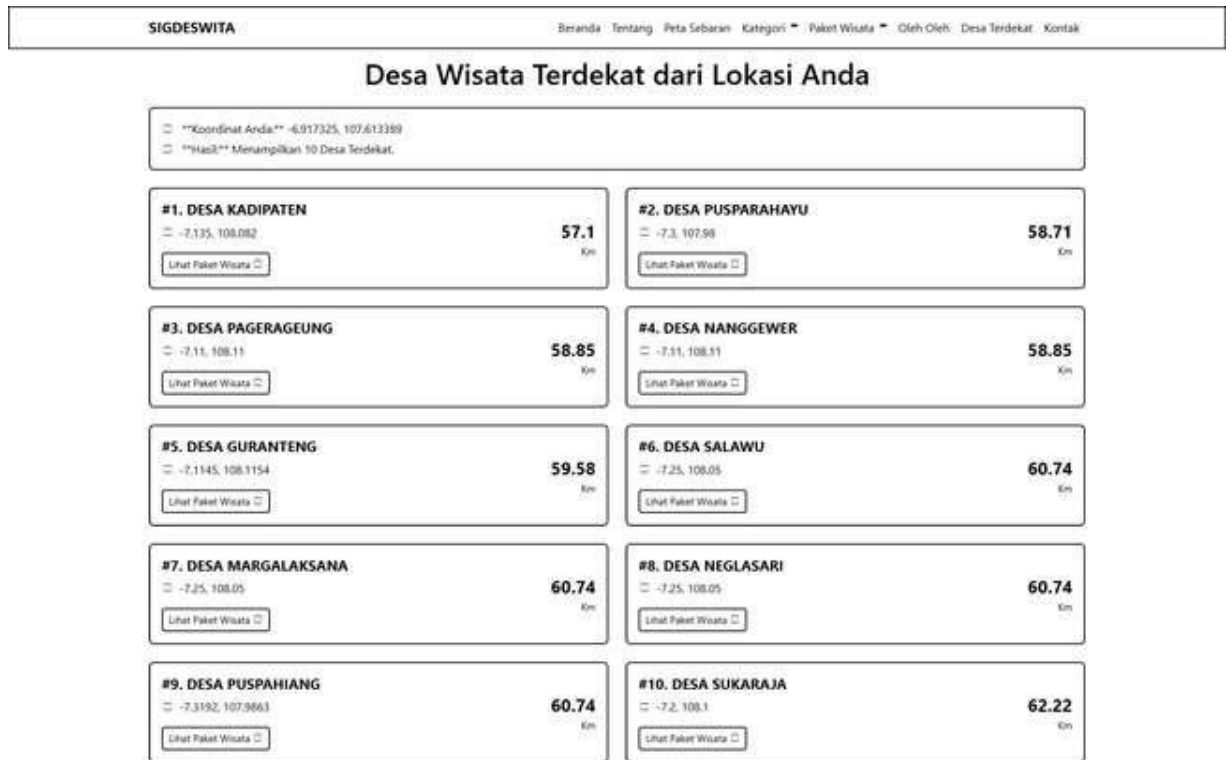 SIGDESWITA
Beranda Tentang Peta Sebaran Kategori Paket Wisata Oleh Oleh Desa Terdekat Kontak
Desa Wisata Terdekat dari Lokasi Anda
**Koordinat Anda:** -6.917325, 107.613389
**Hasil:** Menampilkan 10 Desa Terdekat.
#1. DESA KADIPATEN
-7.135, 108.082
57.1
Km
Lihat Paket Wisata
#2. DESA PUSPARAHAYU
-7.3, 107.98
58.71
Km
Lihat Paket Wisata
#3. DESA PAGERAGEUNG
-7.11, 108.11
58.85
Km
Lihat Paket Wisata
#4. DESA NANGGEWER
-7.11, 108.11
58.85
Km
Lihat Paket Wisata
#5. DESA GURANTENG
-7.1145, 108.1154
59.58
Km
Lihat Paket Wisata
#6. DESA SALAWU
-7.25, 108.05
60.74
Km
Lihat Paket Wisata
#7. DESA MARGALAKSANA
-7.25, 108.05
60.74
Km
Lihat Paket Wisata
#8. DESA NEGLASARI
-7.25, 108.05
60.74
Km
Lihat Paket Wisata
#9. DESA PUSPAHIANG
-7.3192, 107.9863
60.74
Km
Lihat Paket Wisata
#10. DESA SUKARAJA
-7.2, 108.1
62.22
Km
Lihat Paket Wisata